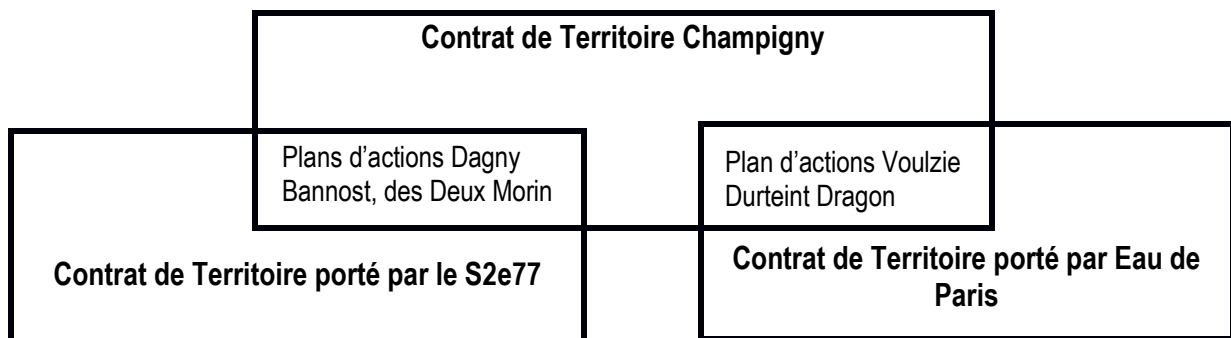 Contrat de Territoire Champigny
Plans d'actions Dagny
Bannost, des Deux Morin
Plan d'actions Voulzie
Durteint Dragon
Contrat de Territoire porté par le S2e77
Contrat de Territoire porté par Eau de
Paris